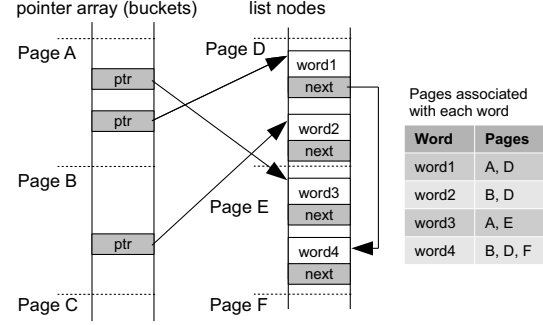 pointer array (buckets)
list nodes
Page A
ptr
ptr
Page B
ptr
Page C
Page D
word1
next
word2
next
Page E
word3
next
word4
next
Page F
Pages associated
with each word
Word Pages
word1 A, D
word2 B, D
word3 A, E
word4 B, D, F